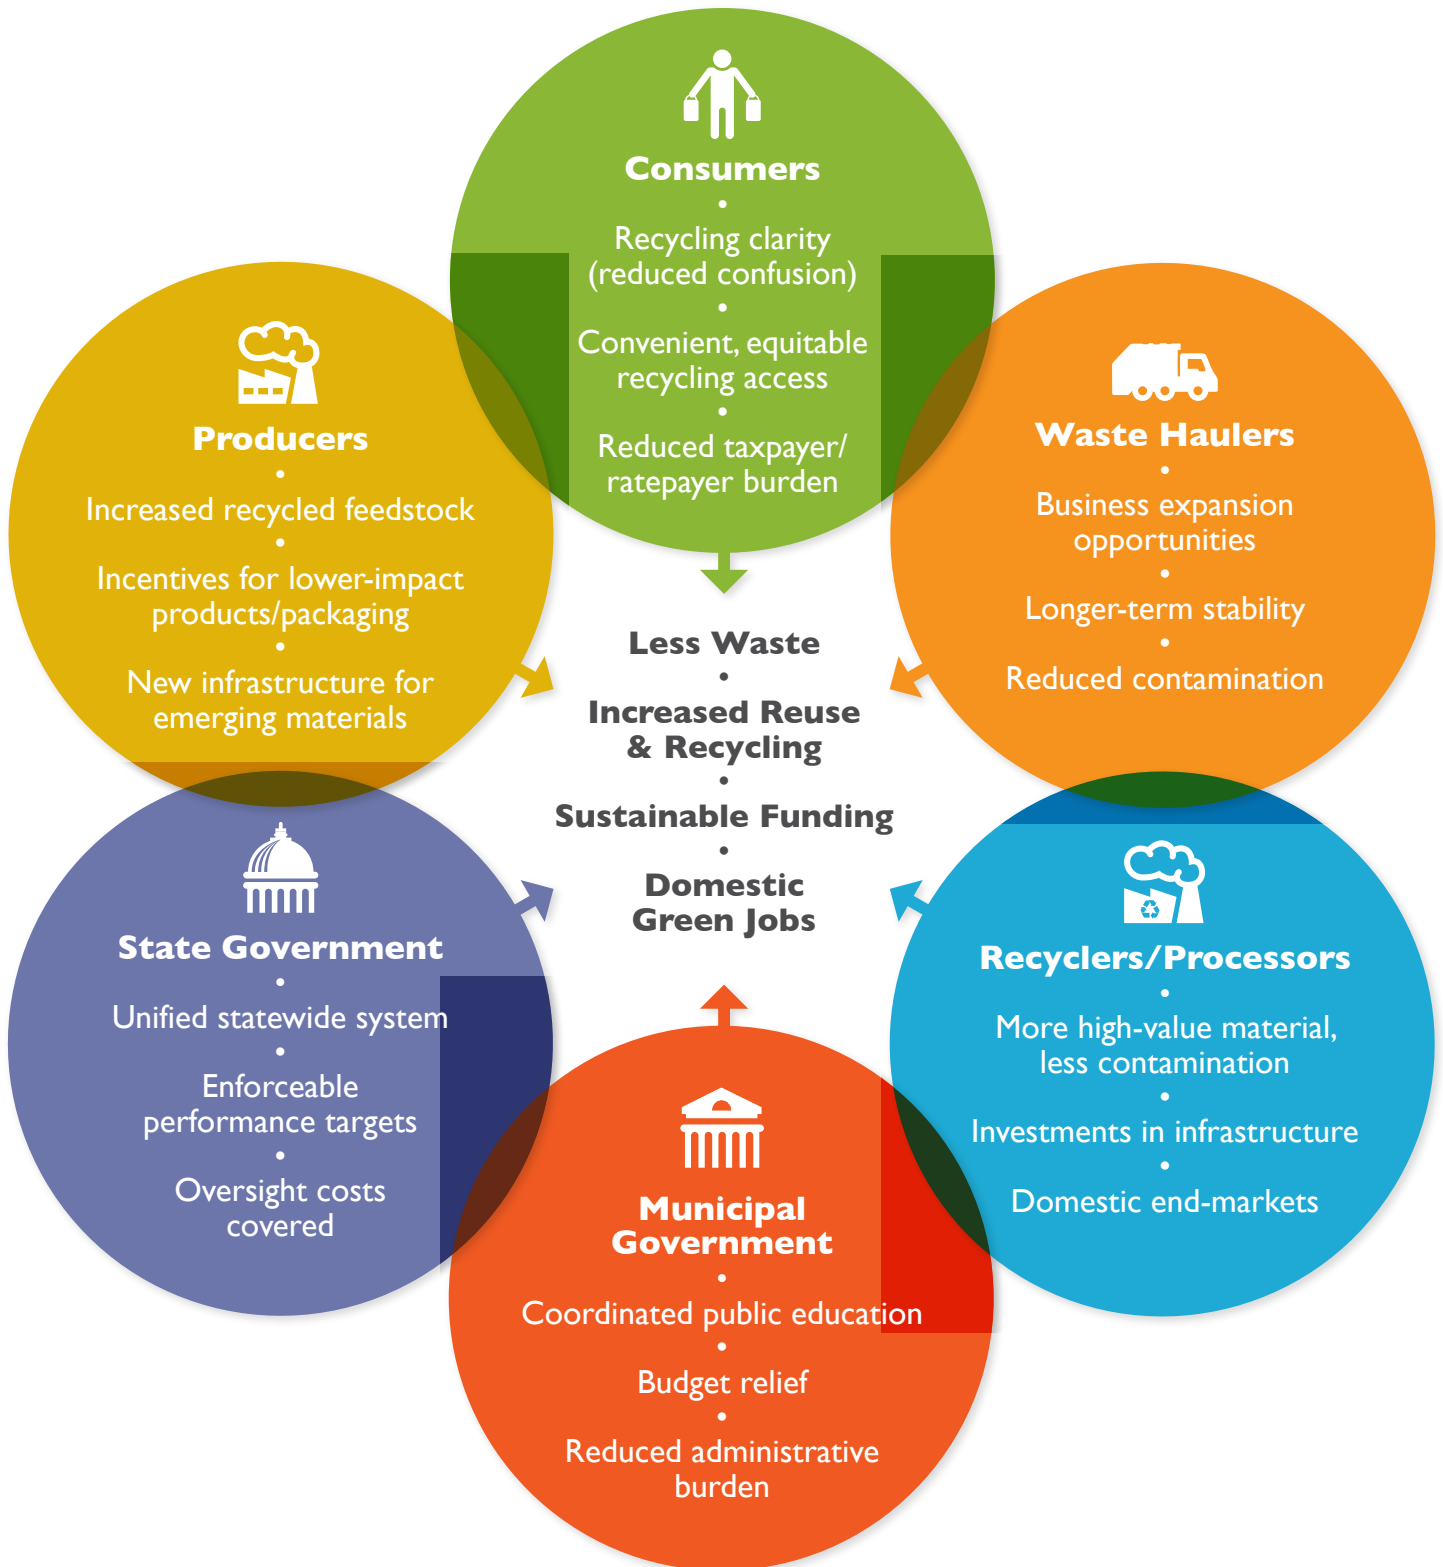 Consumers
•
Recycling clarity
(reduced confusion)
•
Convenient, equitable
recycling access
•
Reduced taxpayer/
ratepayer burden
Producers
•
Increased recycled feedstock
•
Incentives for lower-impact
products/packaging
•
New infrastructure for
emerging materials
Waste Haulers
•
Business expansion
opportunities
•
Longer-term stability
•
Reduced contamination
Less Waste
•
Increased Reuse
& Recycling
•
Sustainable Funding
•
Domestic
Green Jobs
State Government
•
Unified statewide system
•
Enforceable
performance targets
•
Oversight costs
covered
Recyclers/Processors
•
More high-value material,
less contamination
•
Investments in infrastructure
•
Domestic end-markets
Municipal
Government
•
Coordinated public education
•
Budget relief
•
Reduced administrative
burden